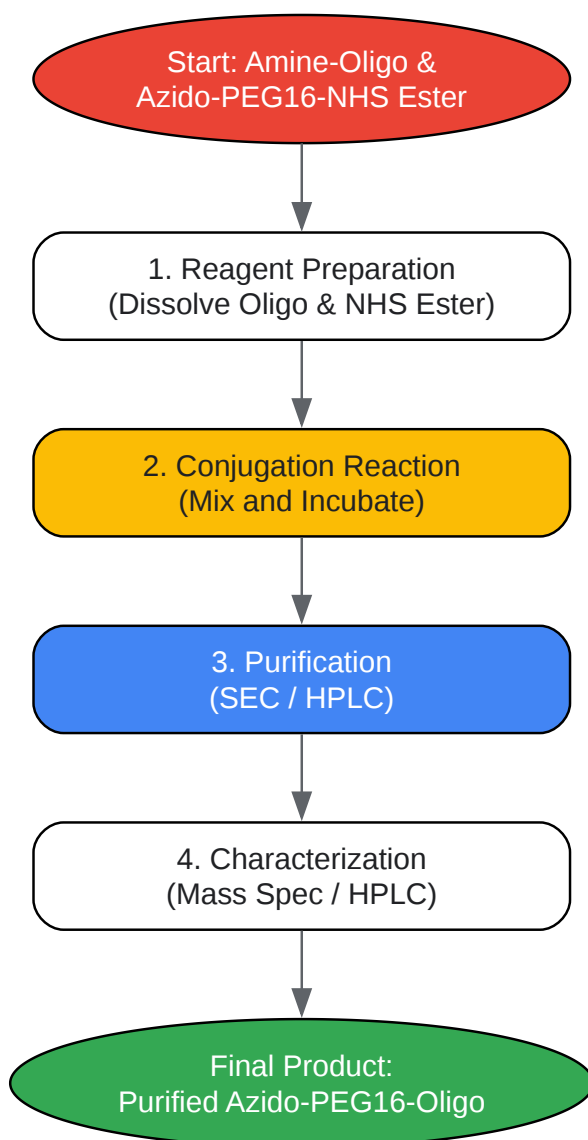 Start: Amine-Oligo &
Azido-PEG16-NHS Ester
1. Reagent Preparation
(Dissolve Oligo & NHS Ester)
2. Conjugation Reaction
(Mix and Incubate)
3. Purification
(SEC / HPLC)
4. Characterization
(Mass Spec / HPLC)
Final Product:
Purified Azido-PEG16-Oligo